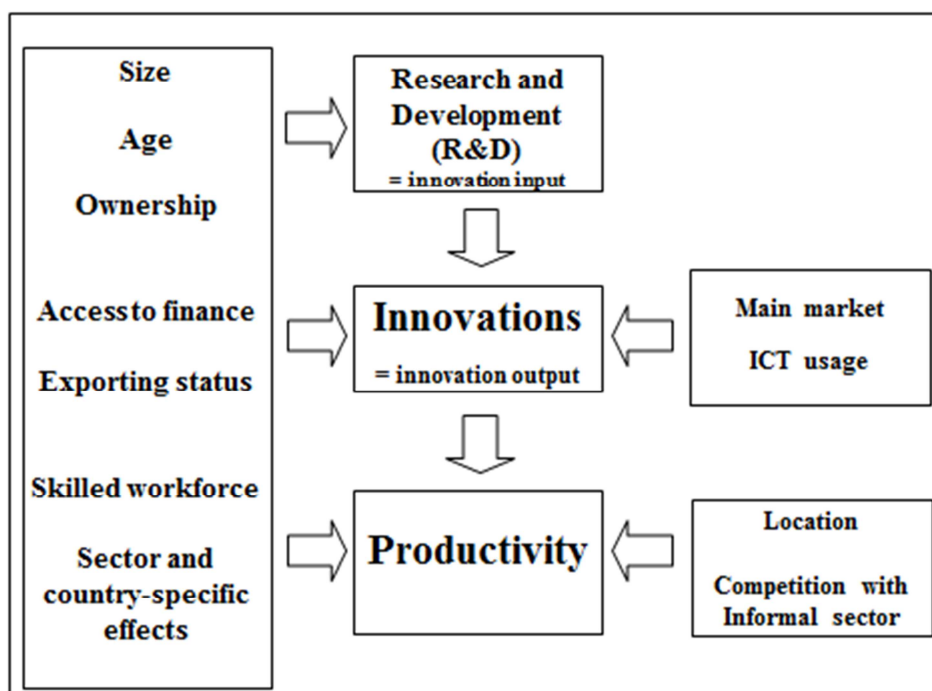 Size
Age
Ownership
Access to finance
Exporting status
Skilled workforce
Sector and
country-specific
effects
Research and
Development
(R&D)
= innovation input
Innovations
= innovation output
Productivity
Main market
ICT usage
Location
Competition with
Informal sector